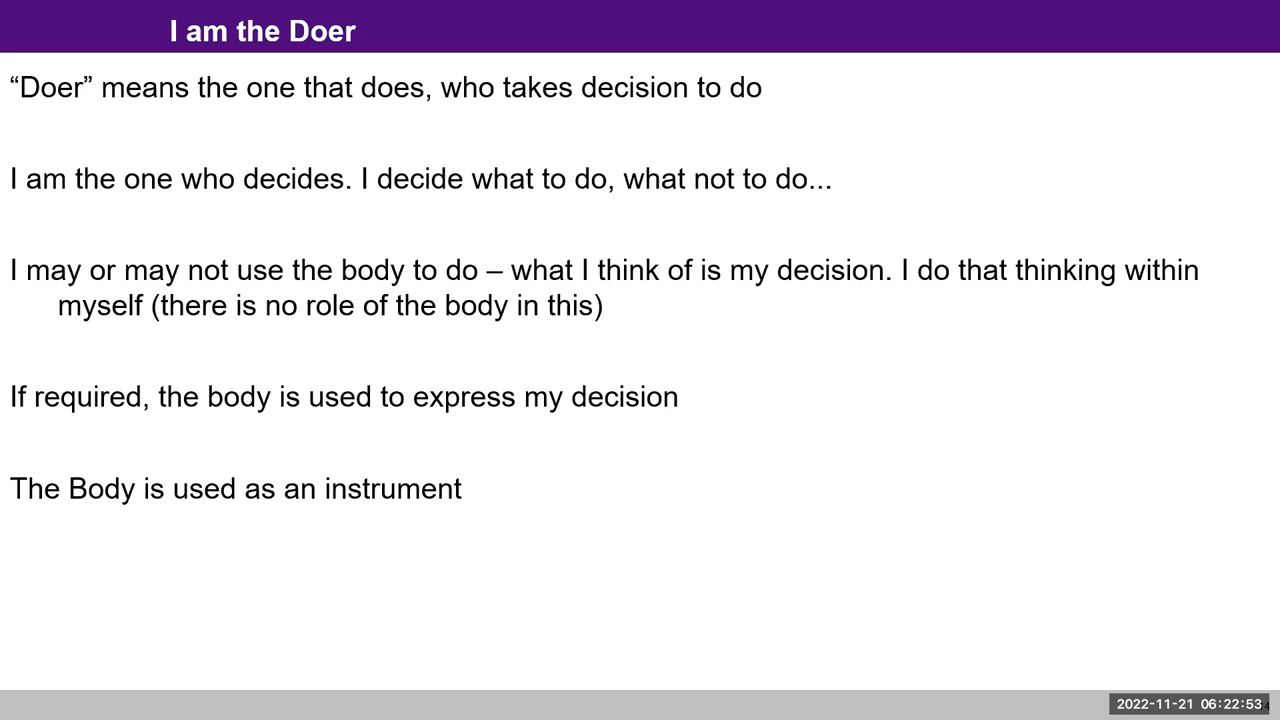 I am the Doer
“Doer” means the one that does, who takes decision to do
I am the one who decides. I decide what to do, what not to do...
I may or may not use the body to do – what I think of is my decision. I do that thinking within
myself (there is no role of the body in this)
If required, the body is used to express my decision
The Body is used as an instrument
2022-11-21 06:22:53